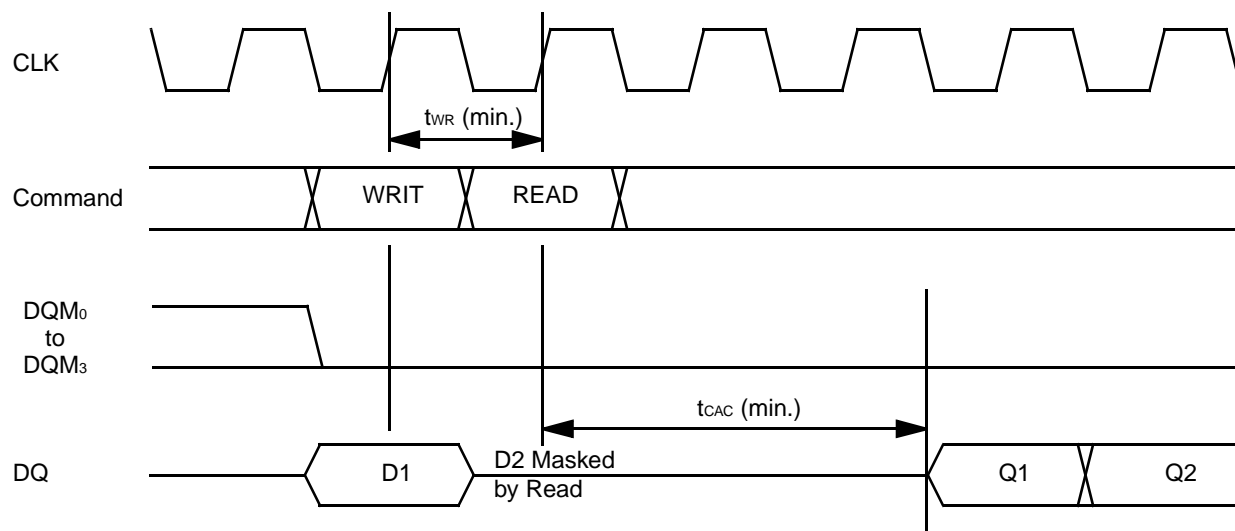 CLK
tWR (min.)
Command
WRIT
READ
DQM0
to
DQM3
tCAC (min.)
DQ
D1
D2 Masked
by Read
Q1
Q2